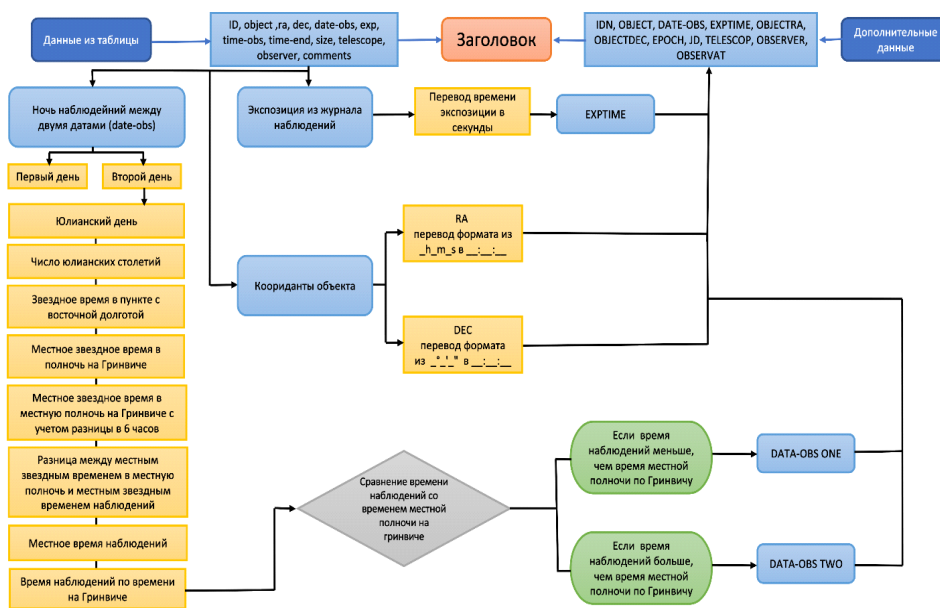 Данные из таблицы
ID, object ,ra, dec, date-obs, exp,
time-obs, time-end, size, telescope,
observer, comments
Заголовок
IDN, OBJECT, DATE-OBS, EXPTIME, OBJECTRA,
OBJECTDEC, EPOCH, JD, TELESCOP, OBSERVER,
OBSERVAT
Дополнительные
данные
Ночь наблюдейний между
двумя датами (date-obs)
Экспозиция из журнала
наблюдений
Перевод времени
экспозиции в
секунды
EXPTIME
Первый день
Второй день
Юлианский день
Число юлианских столетий
Звездное время в пункте с
восточной долготой
Местное звездное время в
полночь на Гринвиче
Местное звездное время в
местную полночь на Гринвиче с
учетом разницы в 6 часов
Разница между местным
звездным временем в местную
полночь и местным звездным
временем наблюдений
Местное время наблюдений
Время наблюдений по времени
на Гринвиче
Коориданты объекта
RA
перевод формата из
_h_m_s в __:__:__
DEC
перевод формата
из _°_'_" в __:__:__
Сравнение времени
наблюдений со
временем местной
полночи на
гринвиче
Если время
наблюдений меньше,
чем время местной
полночи по Гринвичу
DATA-OBS ONE
Если время
наблюдений больше,
чем время местной
полночи по Гринвичу
DATA-OBS TWO